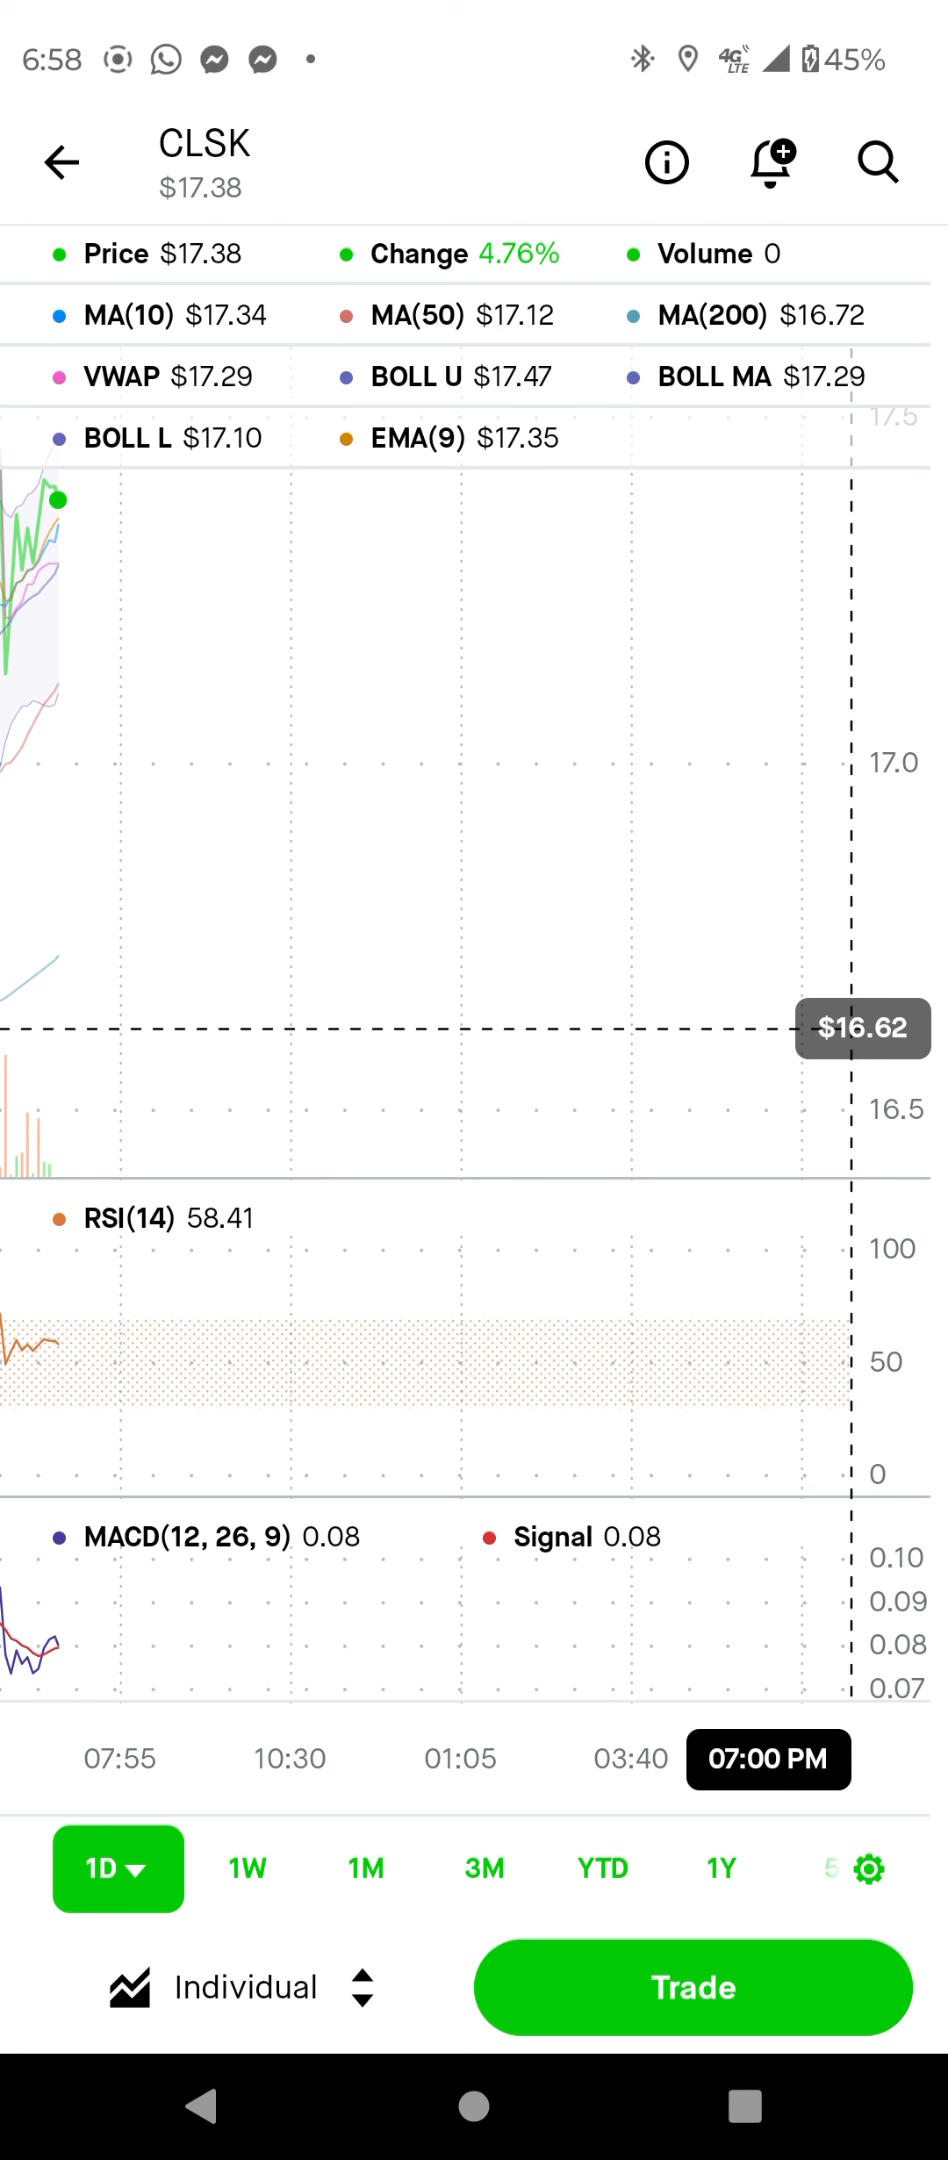 6:58 4G LTE 45%
CLSK
$17.38
Price $17.38 Change 4.76% Volume 0
MA(10) $17.34 MA(50) $17.12 MA(200) $16.72
VWAP $17.29 BOLL U $17.47 BOLL MA $17.29
17.5
BOLL L $17.10 EMA(9) $17.35
17.0
$16.62
16.5
RSI(14) 58.41
100
50
0
MACD(12, 26, 9) 0.08 Signal 0.08
0.10
0.09
0.08
0.07
07:55 10:30 01:05 03:40 07:00 PM
1D 1W 1M 3M YTD 1Y 5
Individual Trade